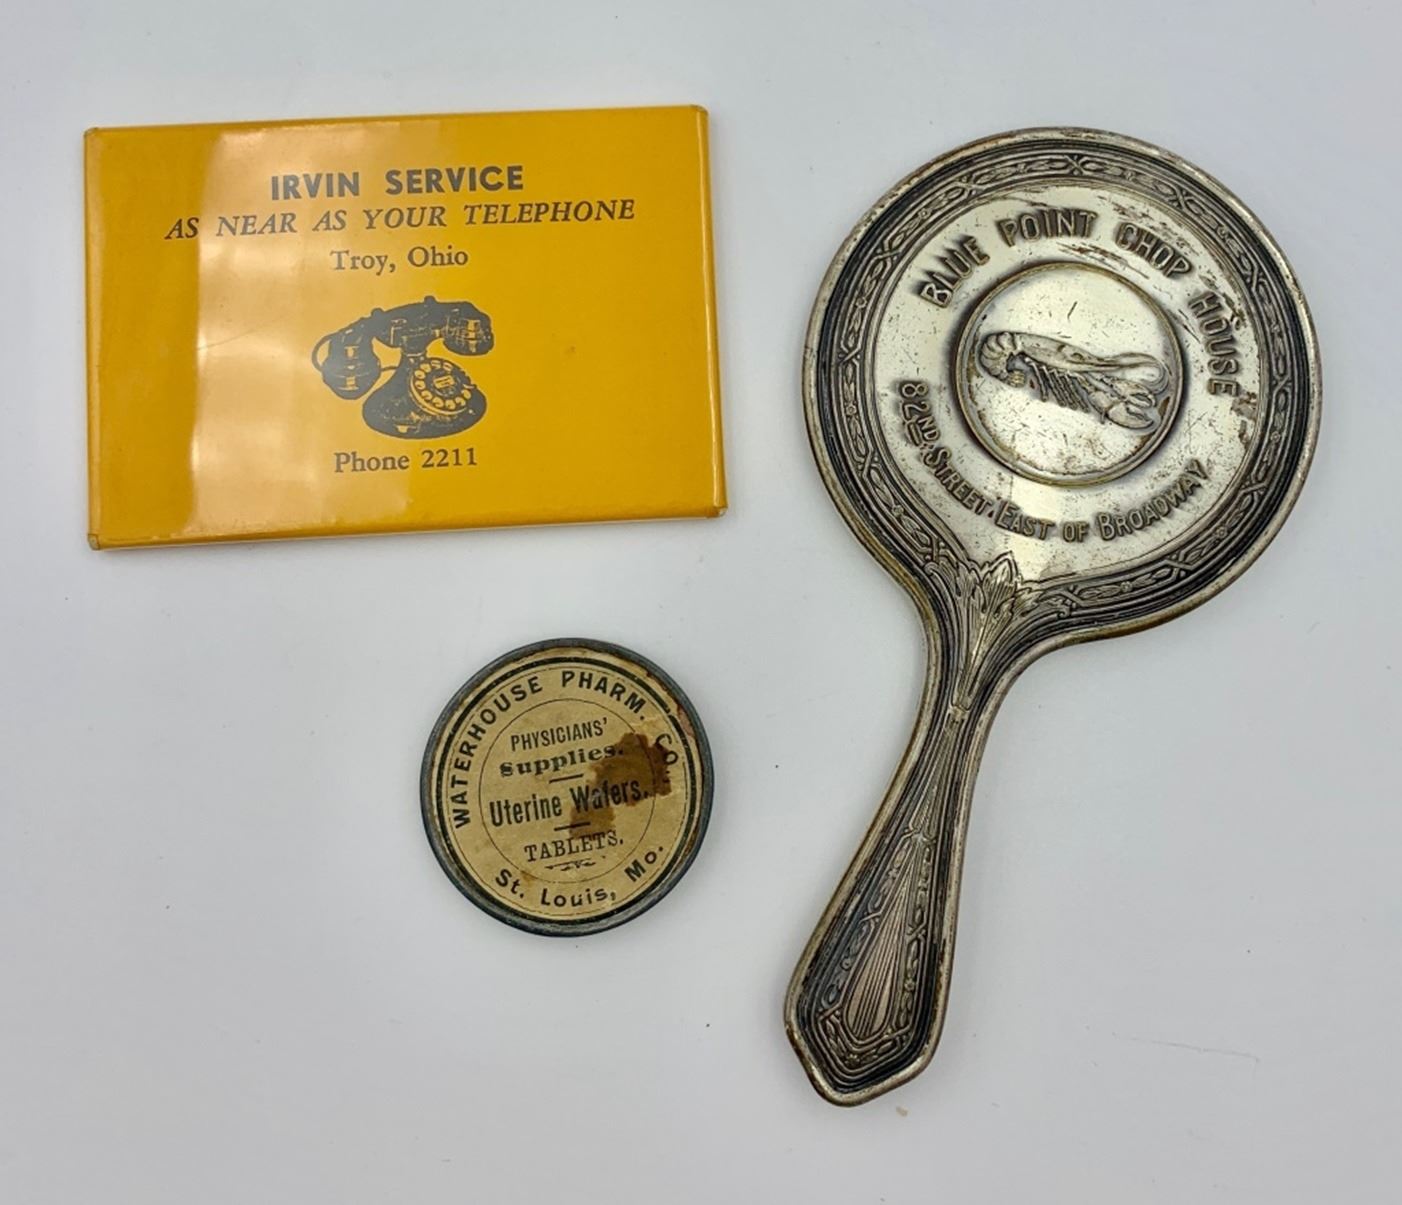 IRVIN SERVICE
AS NEAR AS YOUR TELEPHONE
Troy, Ohio
Phone 2211
BLUE POINT CHOP HOUSE
82ND. STREET. EAST OF BROADWAY
WATERHOUSE PHARM. CO.
PHYSICIANS'
Supplies.
Uterine Wafers.
TABLETS.
St. Louis, Mo.